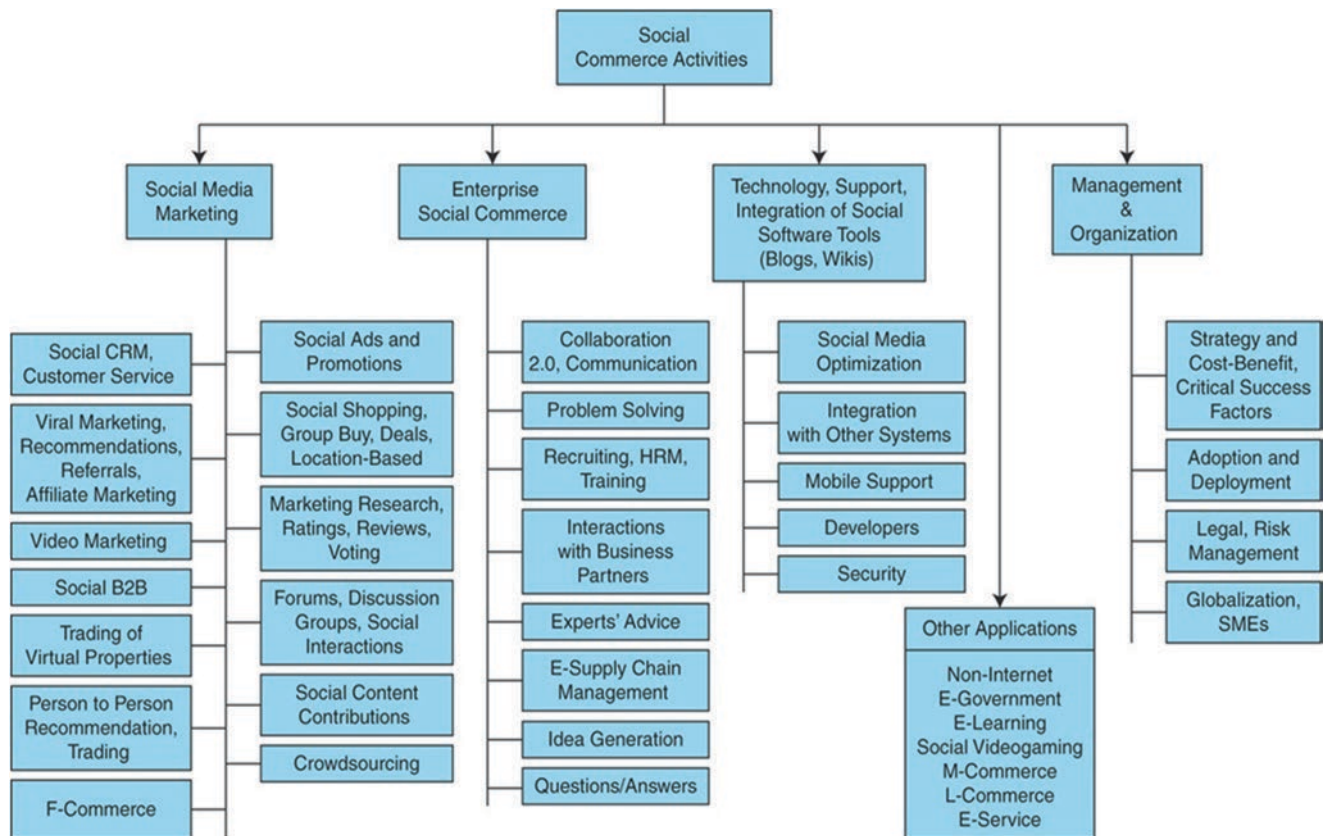 Social
Commerce Activities
Social Media
Marketing
Enterprise
Social Commerce
Technology, Support,
Integration of Social
Software Tools
(Blogs, Wikis)
Management
&
Organization
Social CRM,
Customer Service
Viral Marketing,
Recommendations,
Referrals,
Affiliate Marketing
Video Marketing
Social B2B
Trading of
Virtual Properties
Person to Person
Recommendation,
Trading
F-Commerce
Social Ads and
Promotions
Social Shopping,
Group Buy, Deals,
Location-Based
Marketing Research,
Ratings, Reviews,
Voting
Forums, Discussion
Groups, Social
Interactions
Social Content
Contributions
Crowdsourcing
Collaboration
2.0, Communication
Problem Solving
Recruiting, HRM,
Training
Interactions
with Business
Partners
Experts’ Advice
E-Supply Chain
Management
Idea Generation
Questions/Answers
Social Media
Optimization
Integration
with Other Systems
Mobile Support
Developers
Security
Other Applications
Non-Internet
E-Government
E-Learning
Social Videogaming
M-Commerce
L-Commerce
E-Service
Strategy and
Cost-Benefit,
Critical Success
Factors
Adoption and
Deployment
Legal, Risk
Management
Globalization,
SMEs